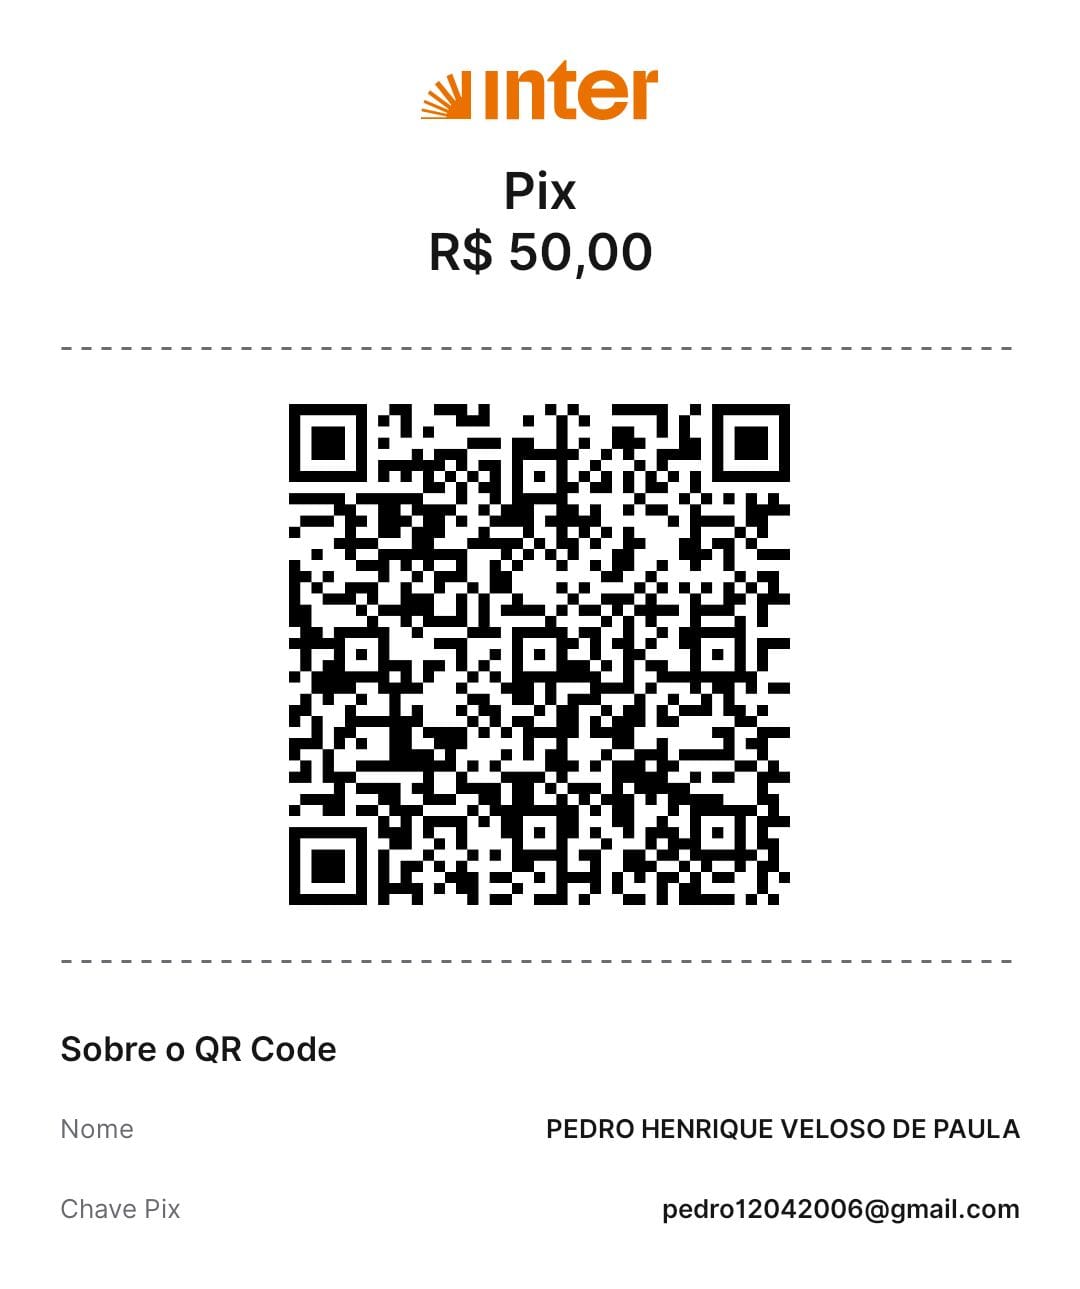 inter
Pix
R$ 50,00
Sobre o QR Code
Nome PEDRO HENRIQUE VELOSO DE PAULA
Chave Pix pedro12042006@gmail.com